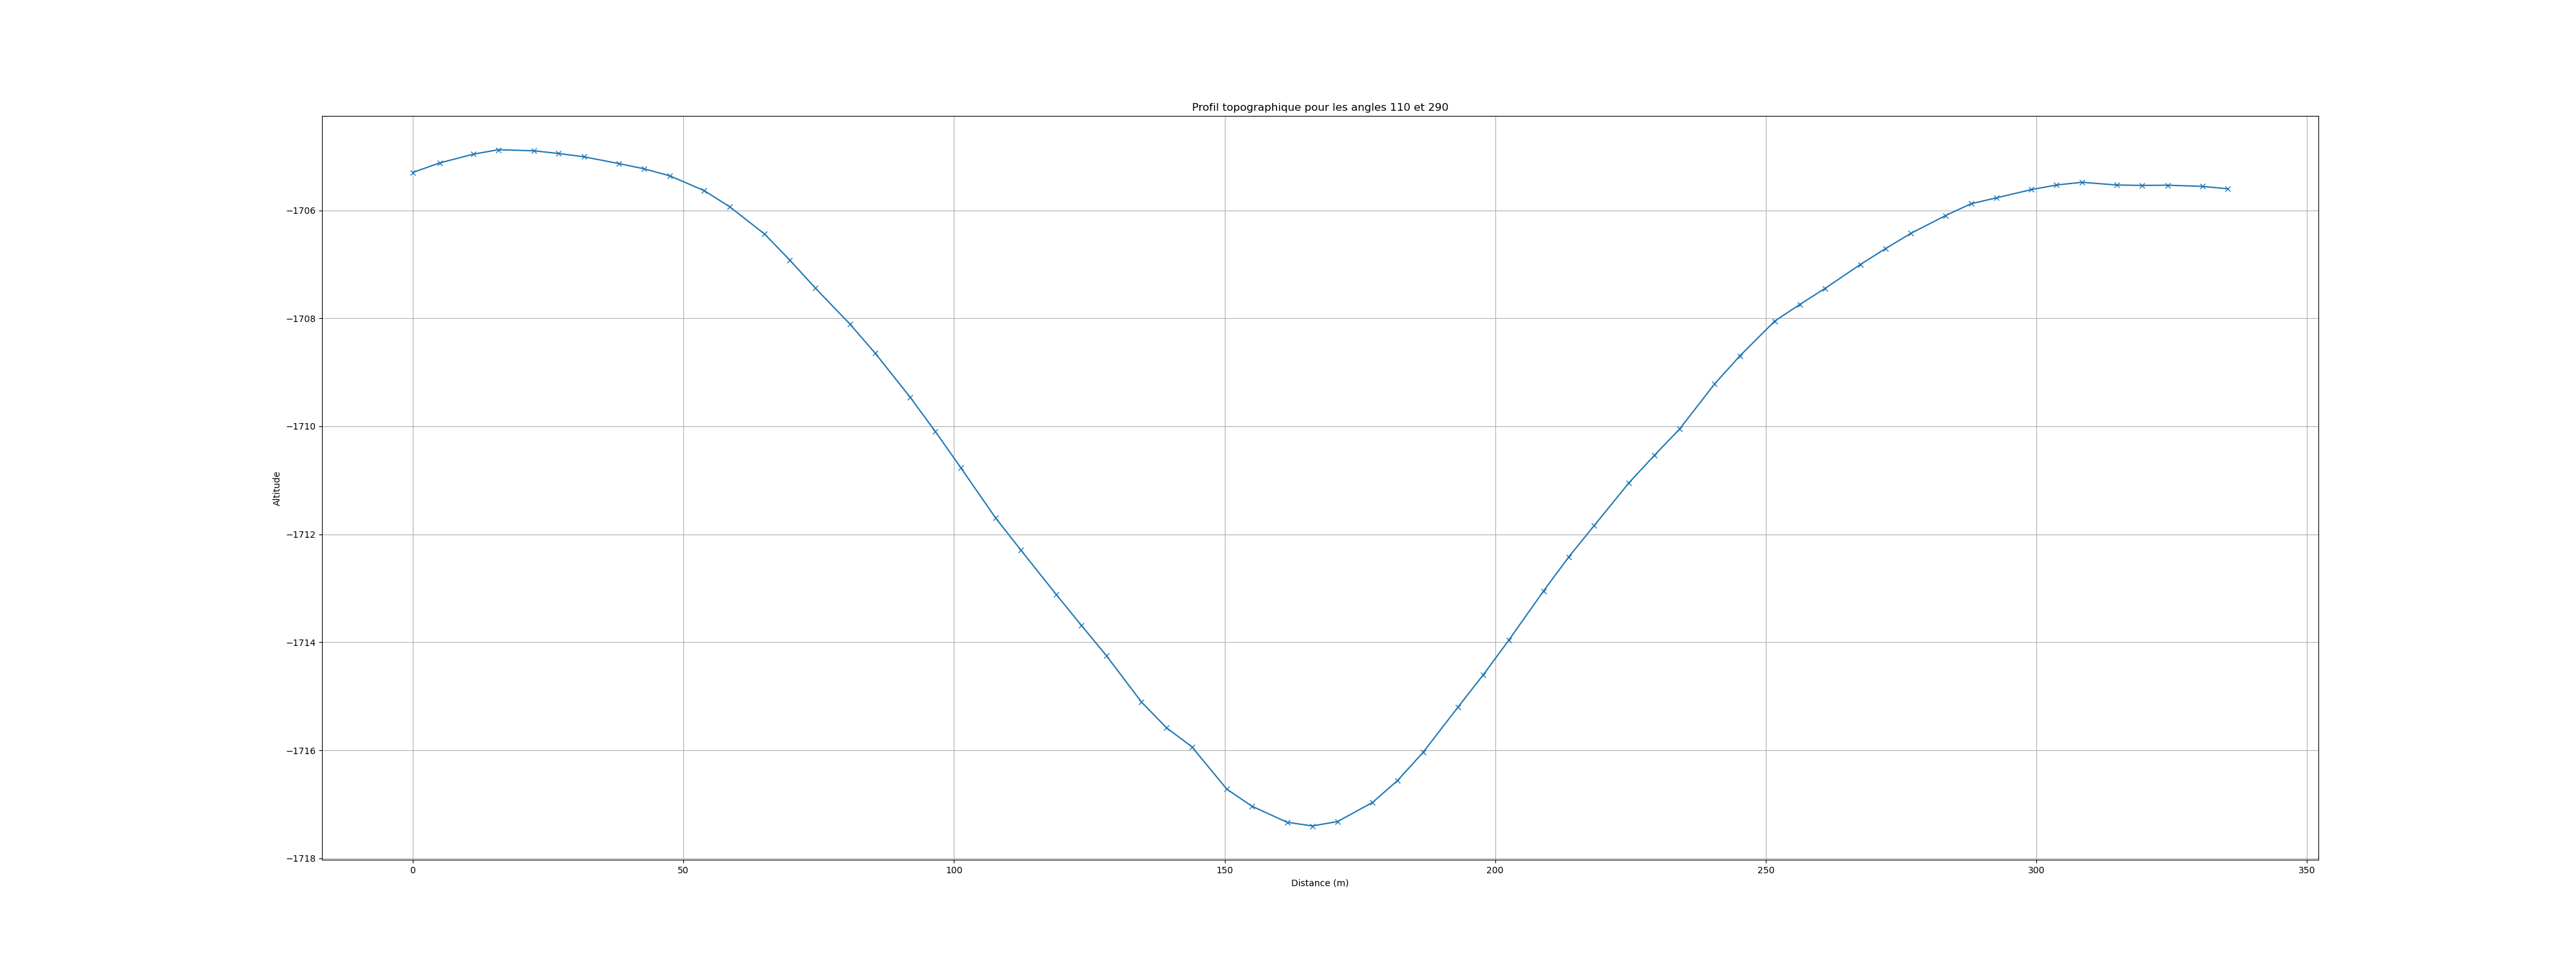 Profil topographique pour les angles 110 et 290
−1706
−1708
−1710
Altitude
−1712
−1714
−1716
−1718
0 50 100 150 200 250 300 350
Distance (m)